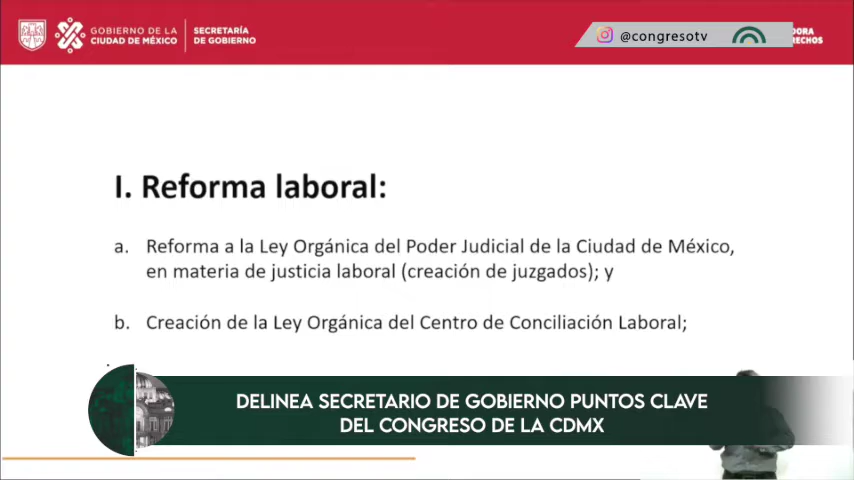 GOBIERNO DE LA
CIUDAD DE MÉXICO
SECRETARÍA
DE GOBIERNO
@congresotv
I. Reforma laboral:
a. Reforma a la Ley Orgánica del Poder Judicial de la Ciudad de México,
en materia de justicia laboral (creación de juzgados); y
b. Creación de la Ley Orgánica del Centro de Conciliación Laboral;
DELINEA SECRETARIO DE GOBIERNO PUNTOS CLAVE
DEL CONGRESO DE LA CDMX